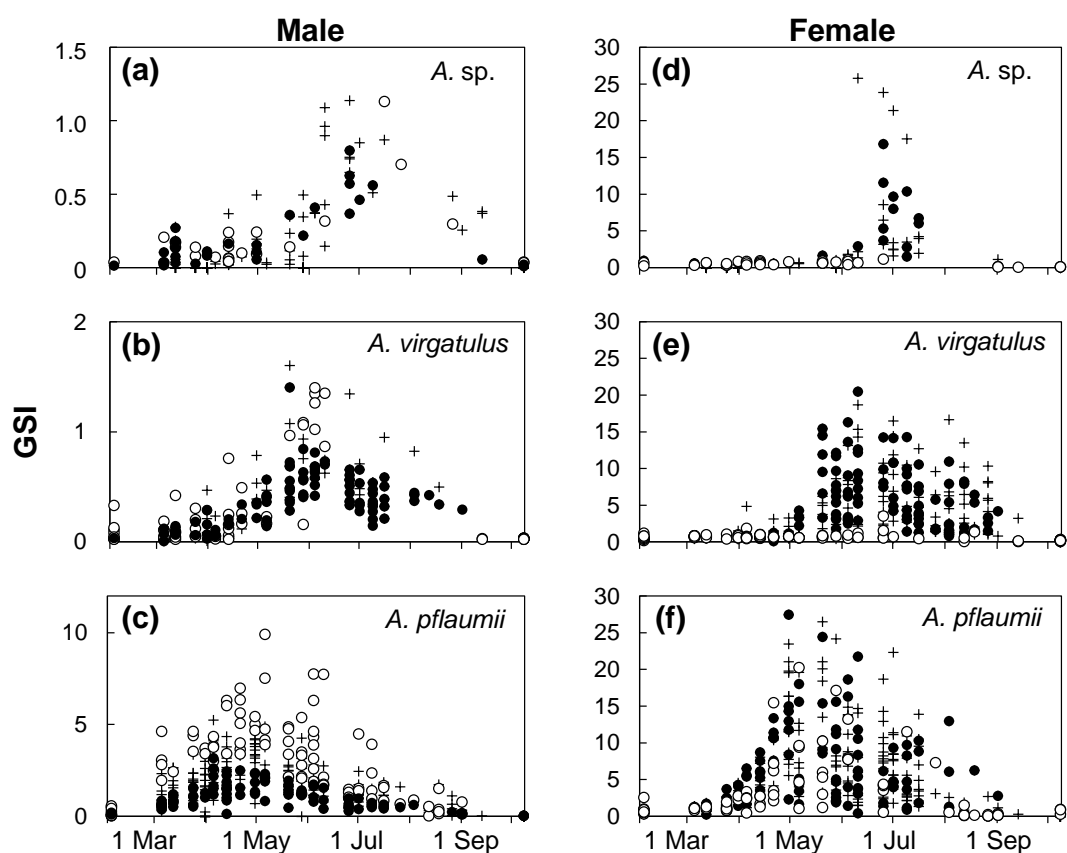 Male
Female
(a)
A. sp.
1.5
1.0
0.5
0
(d)
A. sp.
30
25
20
15
10
5
0
(b)
A. virgatulus
2
1
0
(e)
A. virgatulus
30
25
20
15
10
5
0
GSI
(c)
A. pflaumii
10
5
0
1 Mar 1 May 1 Jul 1 Sep
(f)
A. pflaumii
30
25
20
15
10
5
0
1 Mar 1 May 1 Jul 1 Sep